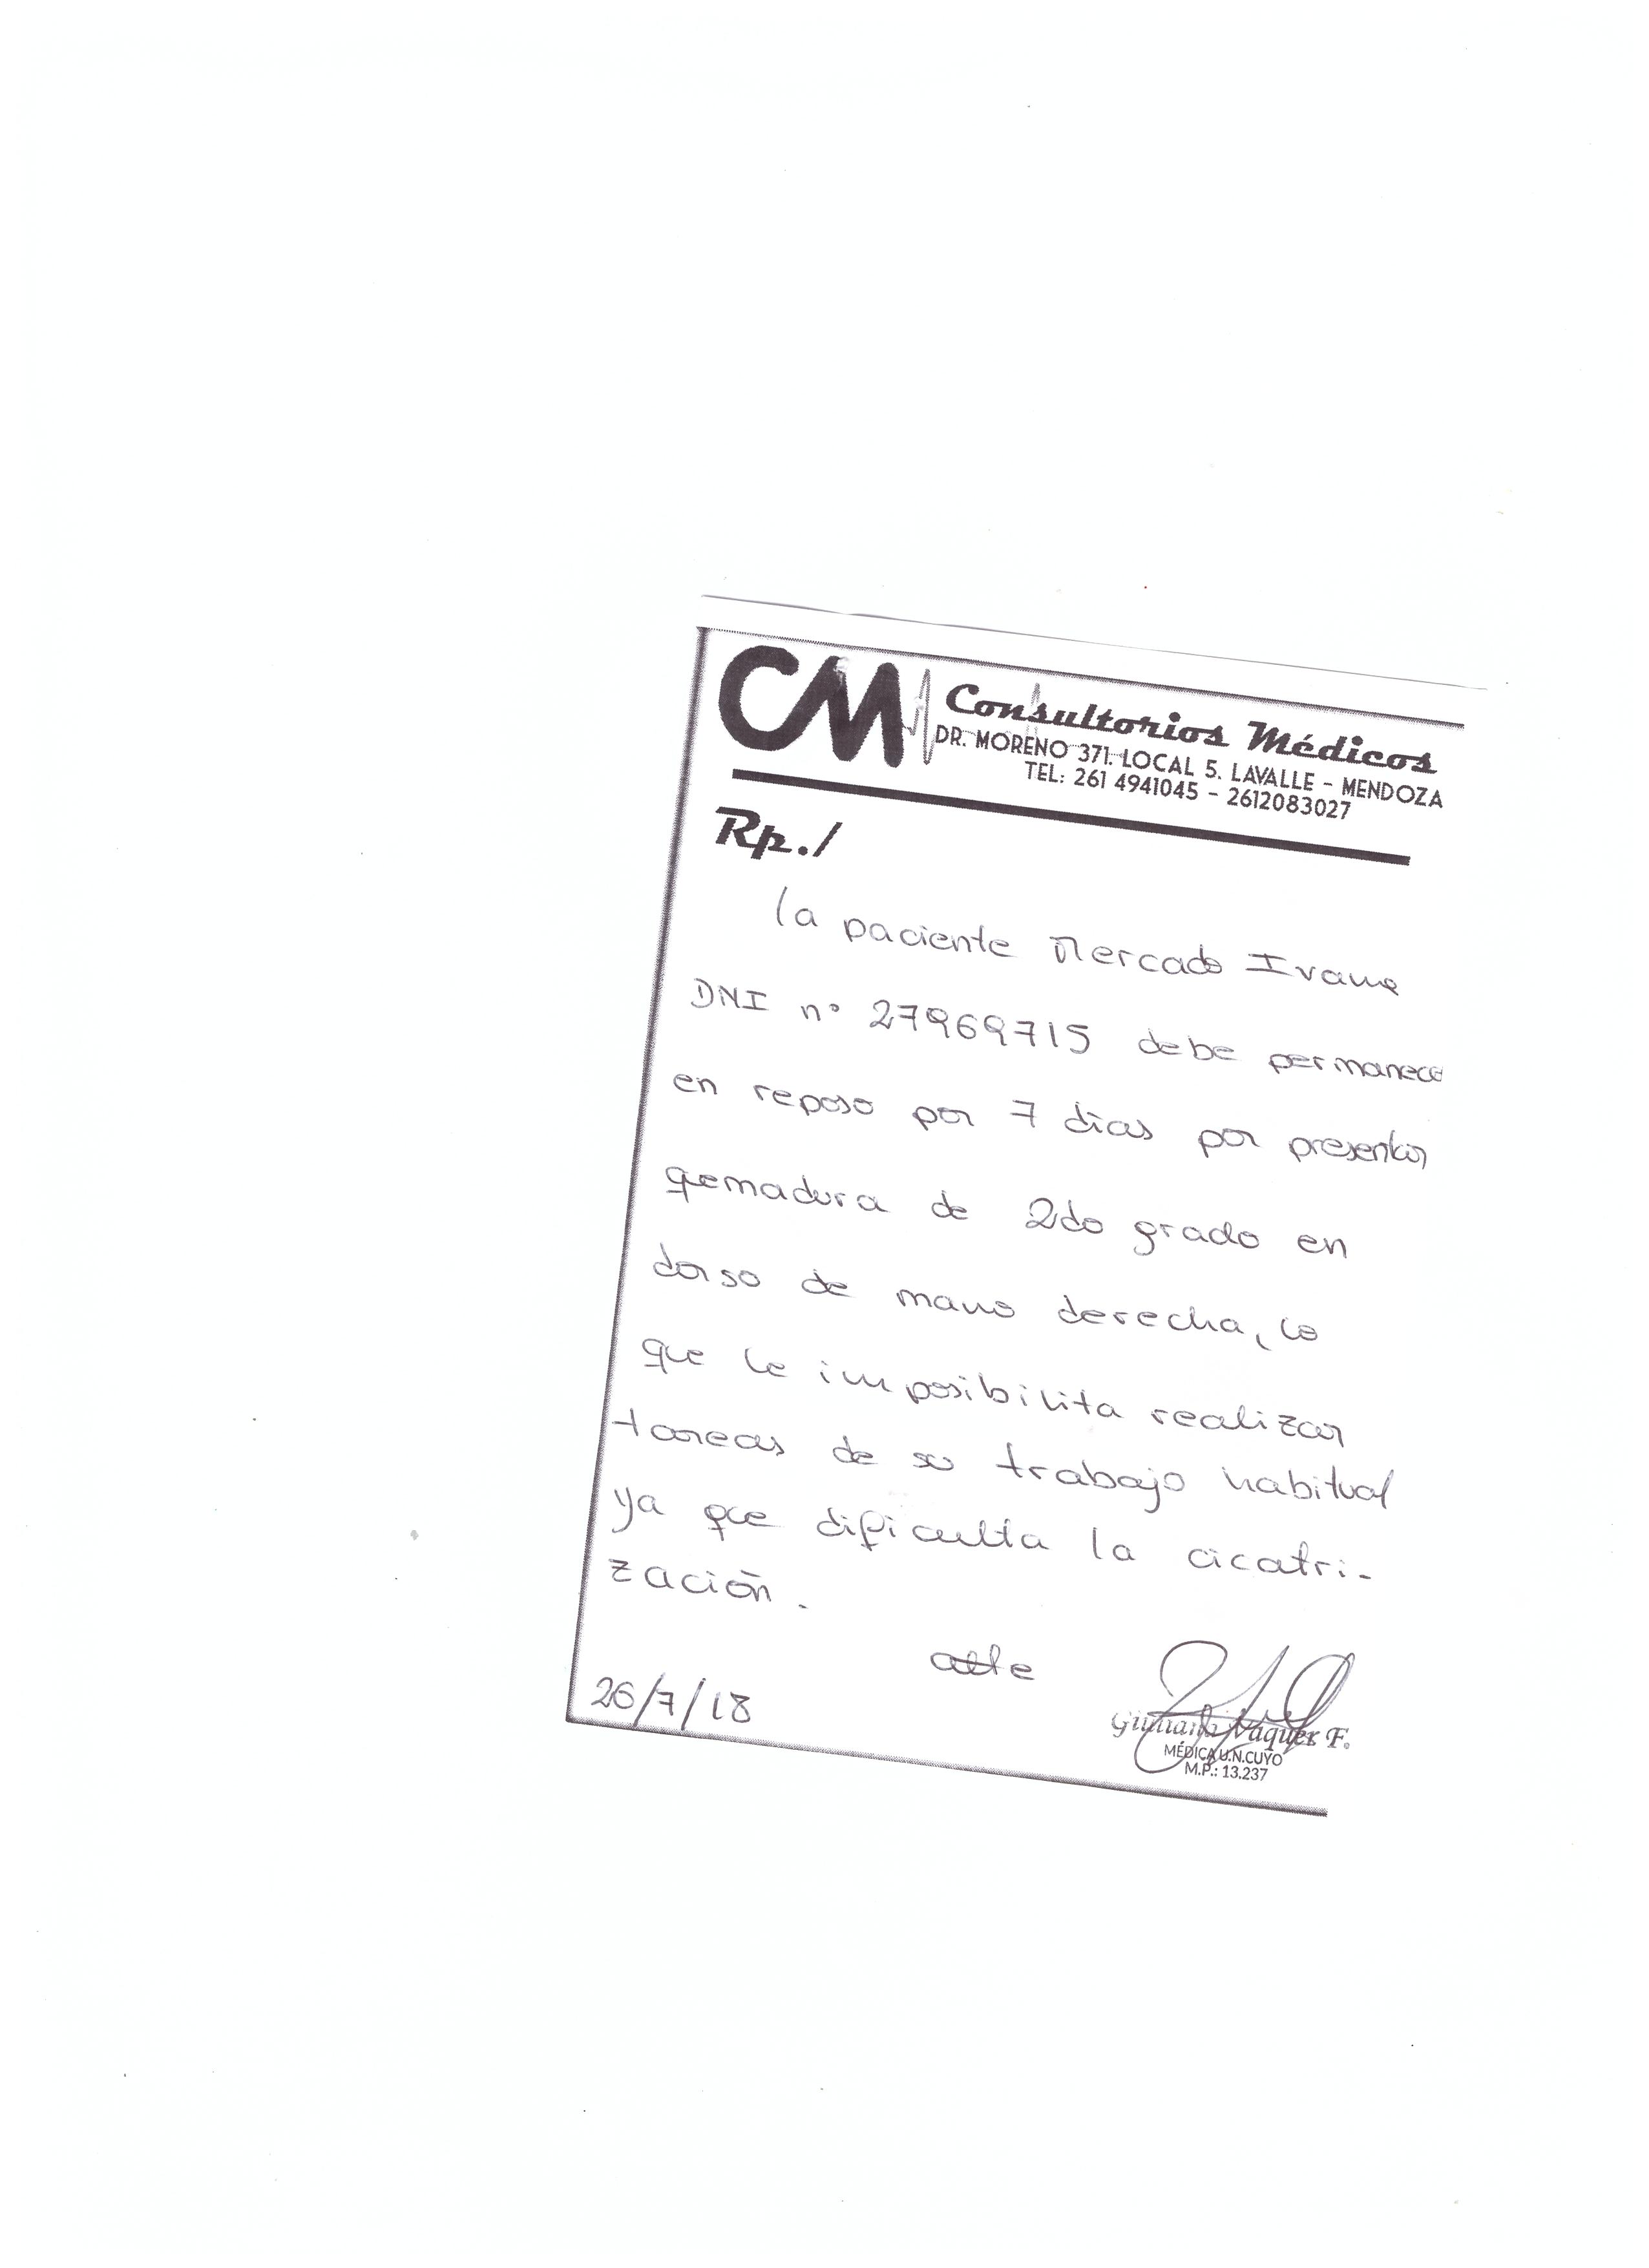 CM Consultorios Médicos
DR. MORENO 371. LOCAL 5. LAVALLE - MENDOZA
TEL: 261 4941045 - 2612083027
Rp./
la paciente Mercado Ivana
DNI nº 27969715 debe permanecer
en reposo por 7 días por presentar
quemadura de 2do grado en
dorso de mano derecha, lo
que le imposibilita realizar
tareas de su trabajo habitual
ya que dificulta la cicatri-
zación.
atte
26/7/18
Vaquer F.
MÉDICA U.N.CUYO
M.P.: 13.237